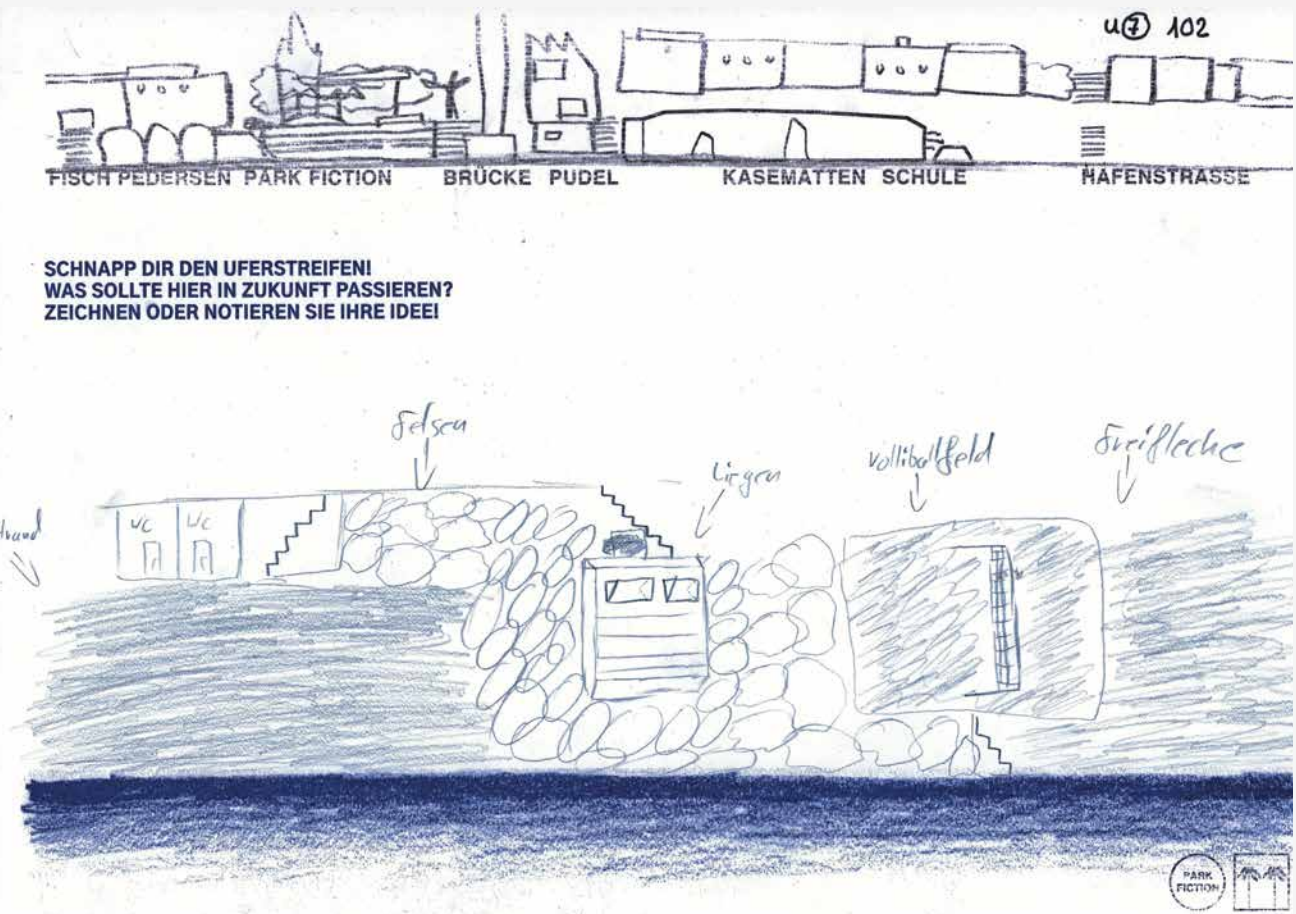 U⑦ 102
FISCH PEDERSEN PARK FICTION BRÜCKE PUDEL KASEMATTEN SCHULE HAFENSTRASSE
SCHNAPP DIR DEN UFERSTREIFEN!
WAS SOLLTE HIER IN ZUKUNFT PASSIEREN?
ZEICHNEN ODER NOTIEREN SIE IHRE IDEE!
Felsen
Liegen
Volliballfeld
Freifleche
WC WC
PARK
FICTION